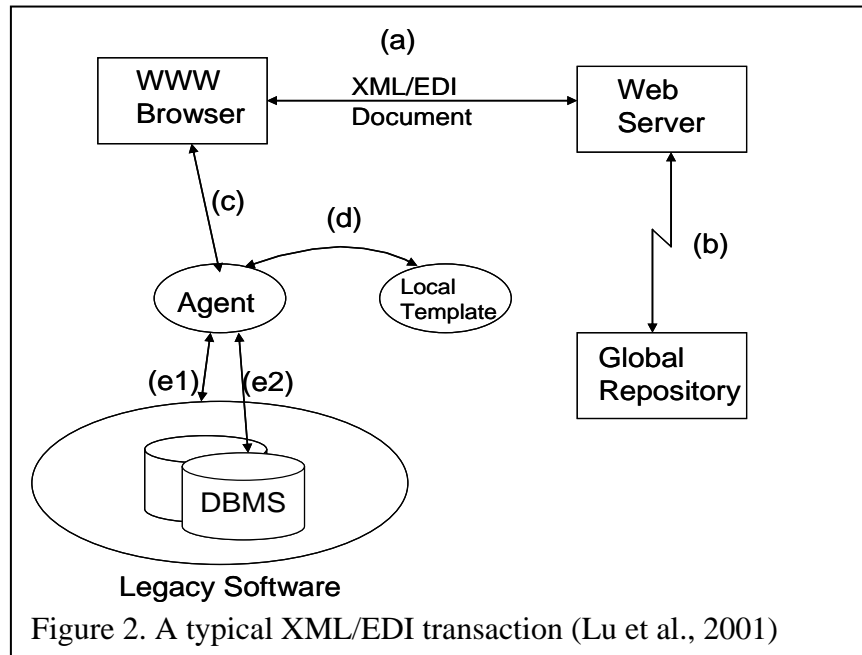 (a)
WWW
Browser
XML/EDI
Document
Web
Server
(c)
(d)
(b)
Agent
Local
Template
Global
Repository
(e1)
(e2)
DBMS
Legacy Software
Figure 2. A typical XML/EDI transaction (Lu et al., 2001)